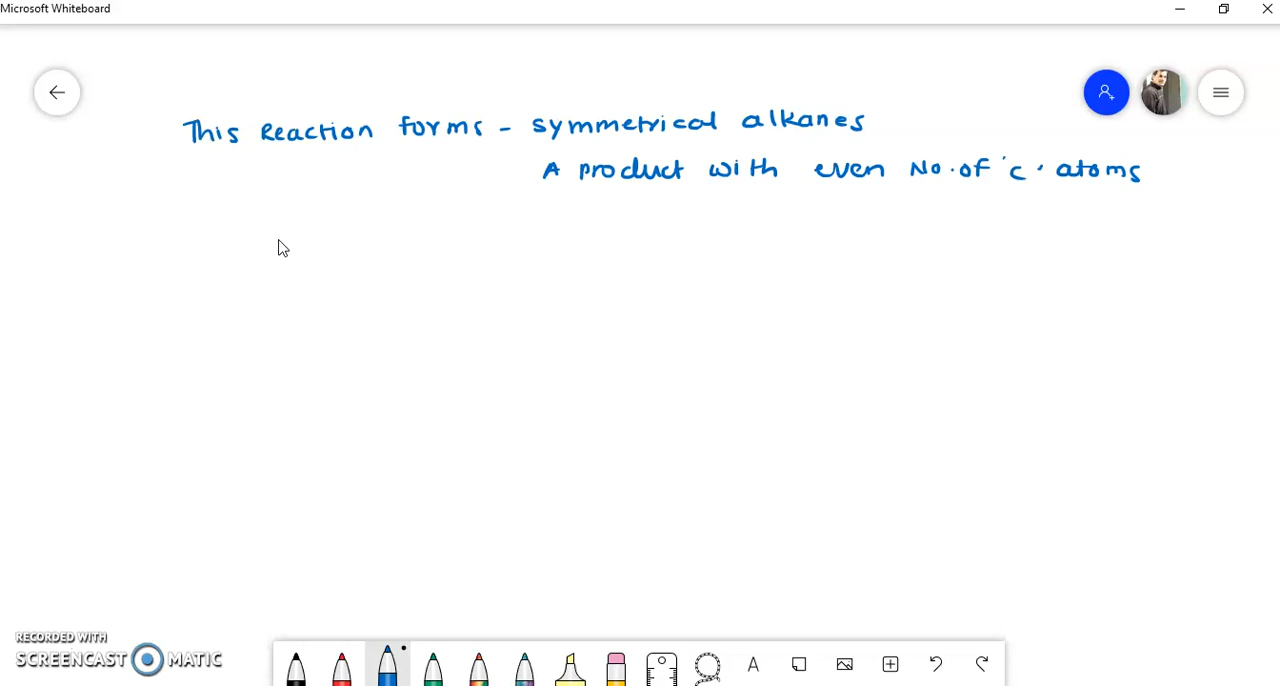 Microsoft Whiteboard
This Reaction forms - symmetrical alkanes
A product with even No. of 'c' atoms
RECORDED WITH
SCREENCAST MATIC
A